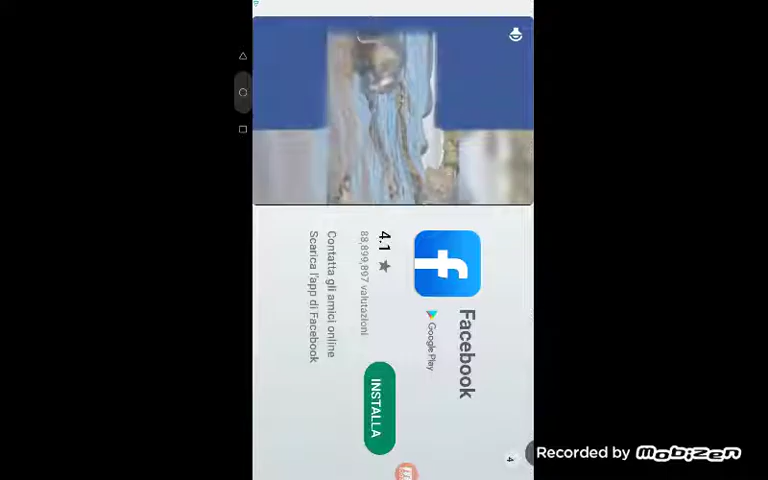 Facebook
Google Play
4.1 ★
88,899,897 valutazioni
Contatta gli amici online
Scarica l'app di Facebook
INSTALLA
4
Recorded by mobizen